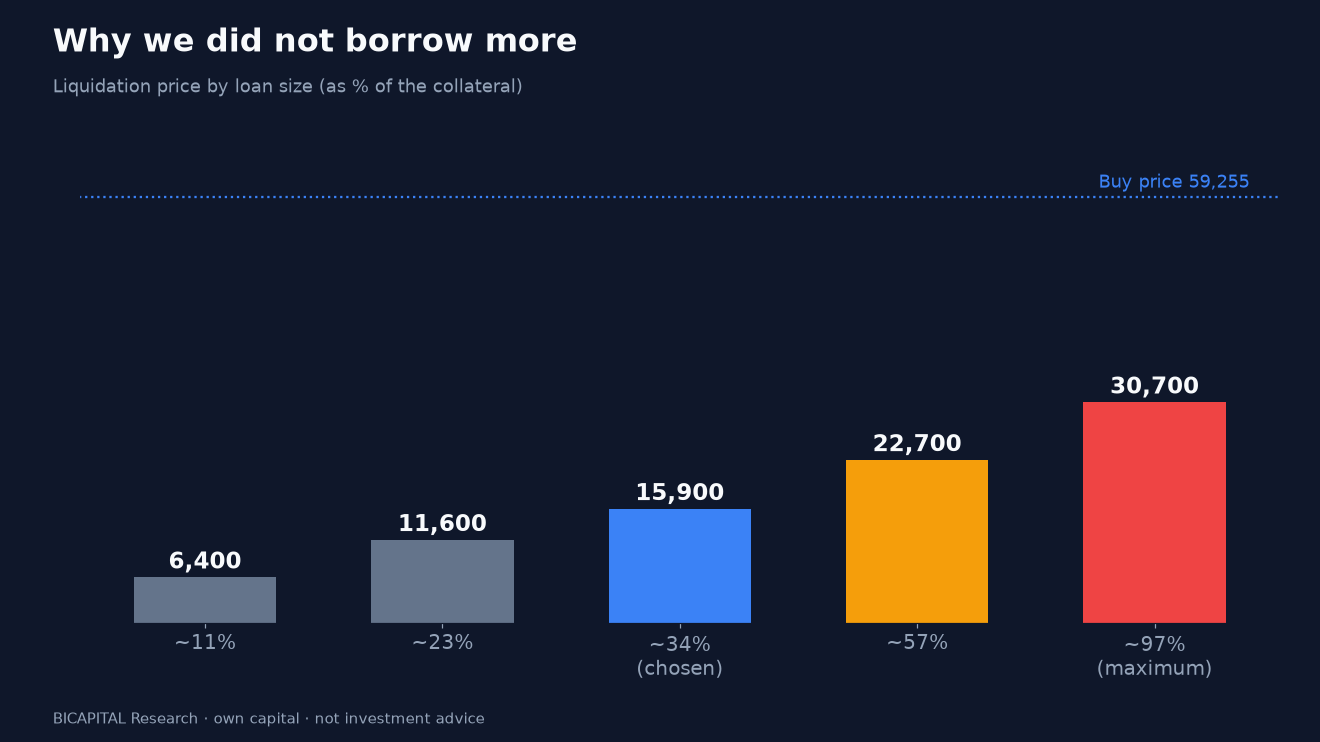 Why we did not borrow more
Liquidation price by loan size (as % of the collateral)
Buy price 59,255
30,700
22,700
15,900
11,600
6,400
~11%
~23%
~34%
(chosen)
~57%
~97%
(maximum)
BICAPITAL Research · own capital · not investment advice